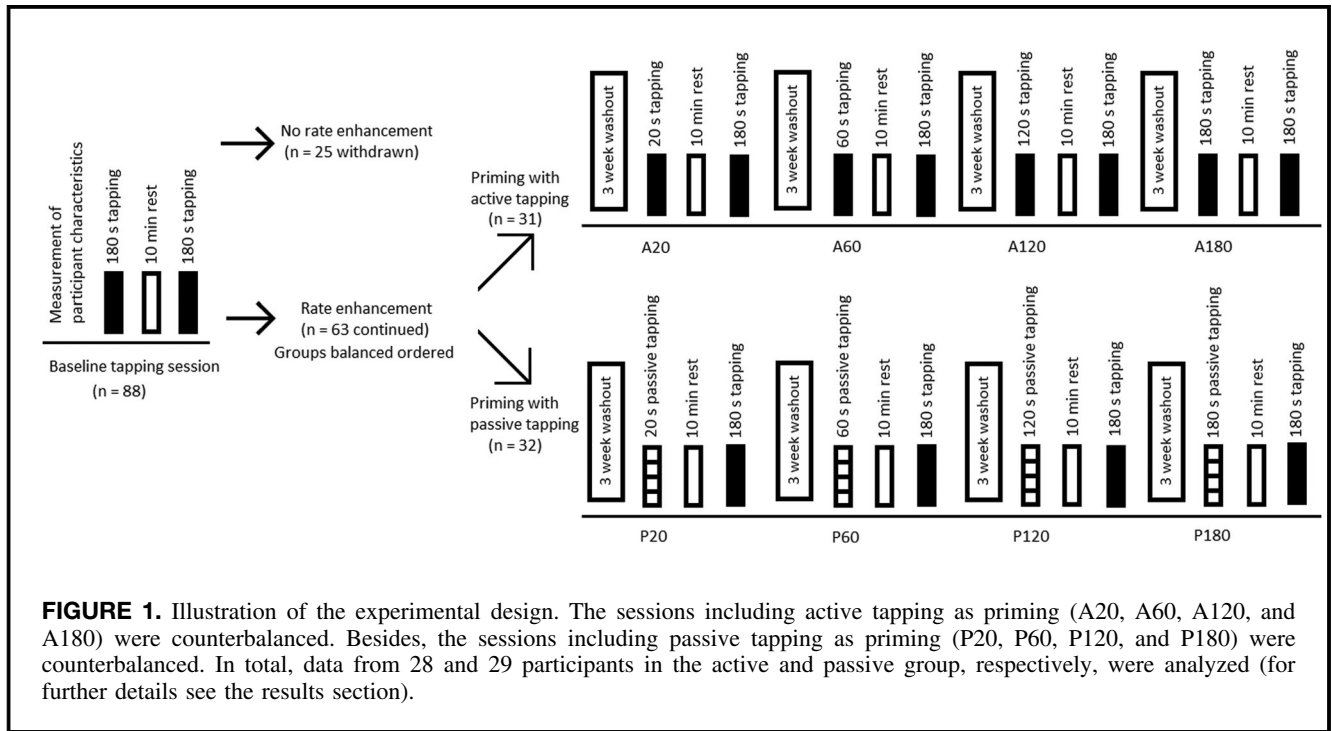 Measurement of
participant characteristics
180 s tapping
10 min rest
180 s tapping
Baseline tapping session
(n = 88)
No rate enhancement
(n = 25 withdrawn)
Rate enhancement
(n = 63 continued)
Groups balanced ordered
Priming with
active tapping
(n = 31)
3 week washout
20 s tapping
10 min rest
180 s tapping
A20
3 week washout
60 s tapping
10 min rest
180 s tapping
A60
3 week washout
120 s tapping
10 min rest
180 s tapping
A120
3 week washout
180 s tapping
10 min rest
180 s tapping
A180
Priming with
passive tapping
(n = 32)
3 week washout
20 s passive tapping
10 min rest
180 s tapping
P20
3 week washout
60 s passive tapping
10 min rest
180 s tapping
P60
3 week washout
120 s passive tapping
10 min rest
180 s tapping
P120
3 week washout
180 s passive tapping
10 min rest
180 s tapping
P180
FIGURE 1. Illustration of the experimental design. The sessions including active tapping as priming (A20, A60, A120, and
A180) were counterbalanced. Besides, the sessions including passive tapping as priming (P20, P60, P120, and P180) were
counterbalanced. In total, data from 28 and 29 participants in the active and passive group, respectively, were analyzed (for
further details see the results section).